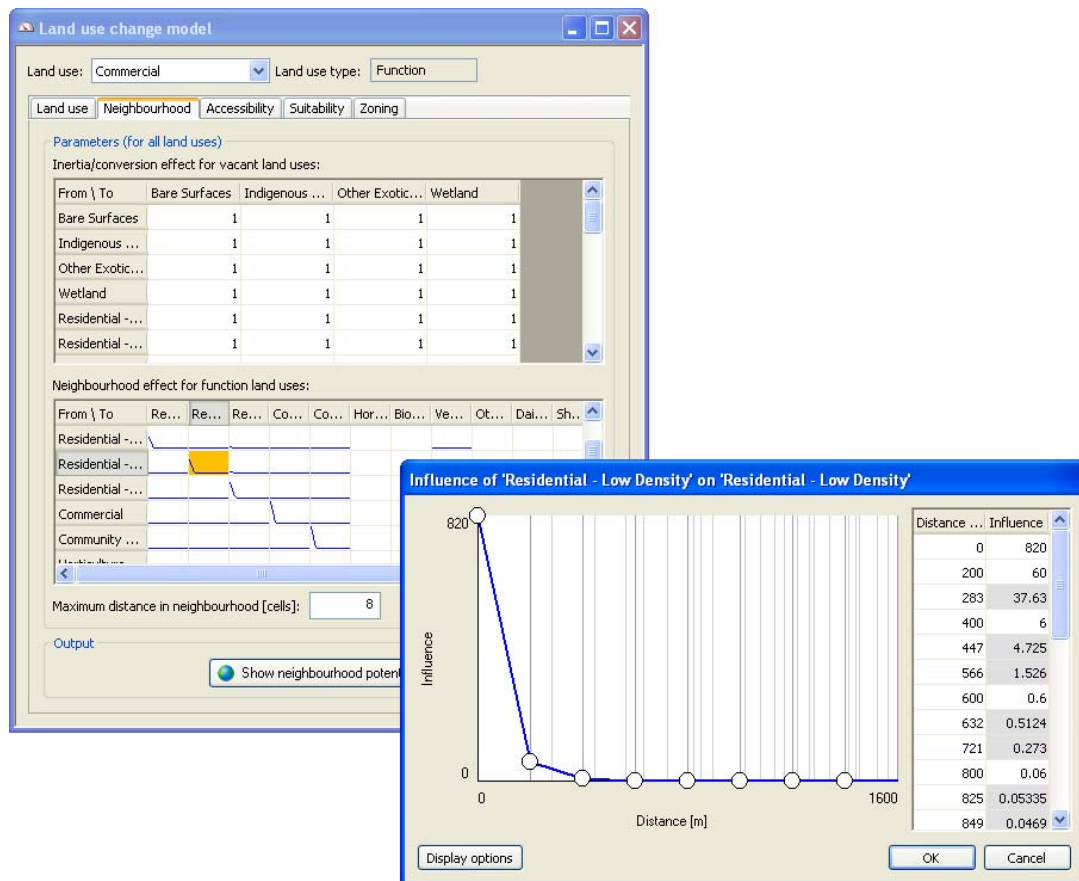 Land use change model
Land use: Commercial Land use type: Function
Land use Neighbourhood Accessibility Suitability Zoning
Parameters (for all land uses)
Inertia/conversion effect for vacant land uses:
From \ To Bare Surfaces Indigenous ... Other Exotic... Wetland
Bare Surfaces 1 1 1 1
Indigenous ... 1 1 1 1
Other Exotic... 1 1 1 1
Wetland 1 1 1 1
Residential -... 1 1 1 1
Residential -... 1 1 1 1
Neighbourhood effect for function land uses:
From \ To Re... Re... Re... Co... Co... Hor... Bio... Ve... Ot... Dai... Sh..
Residential -...
Residential -...
Residential -...
Commercial
Community ...
Maximum distance in neighbourhood [cells]: 8
Output
Show neighbourhood potent
Influence of 'Residential - Low Density' on 'Residential - Low Density'
820
Influence
0
0 1600
Distance [m]
Distance ... Influence
0 820
200 60
283 37.63
400 6
447 4.725
566 1.526
600 0.6
632 0.5124
721 0.273
800 0.06
825 0.05335
849 0.0469
Display options OK Cancel